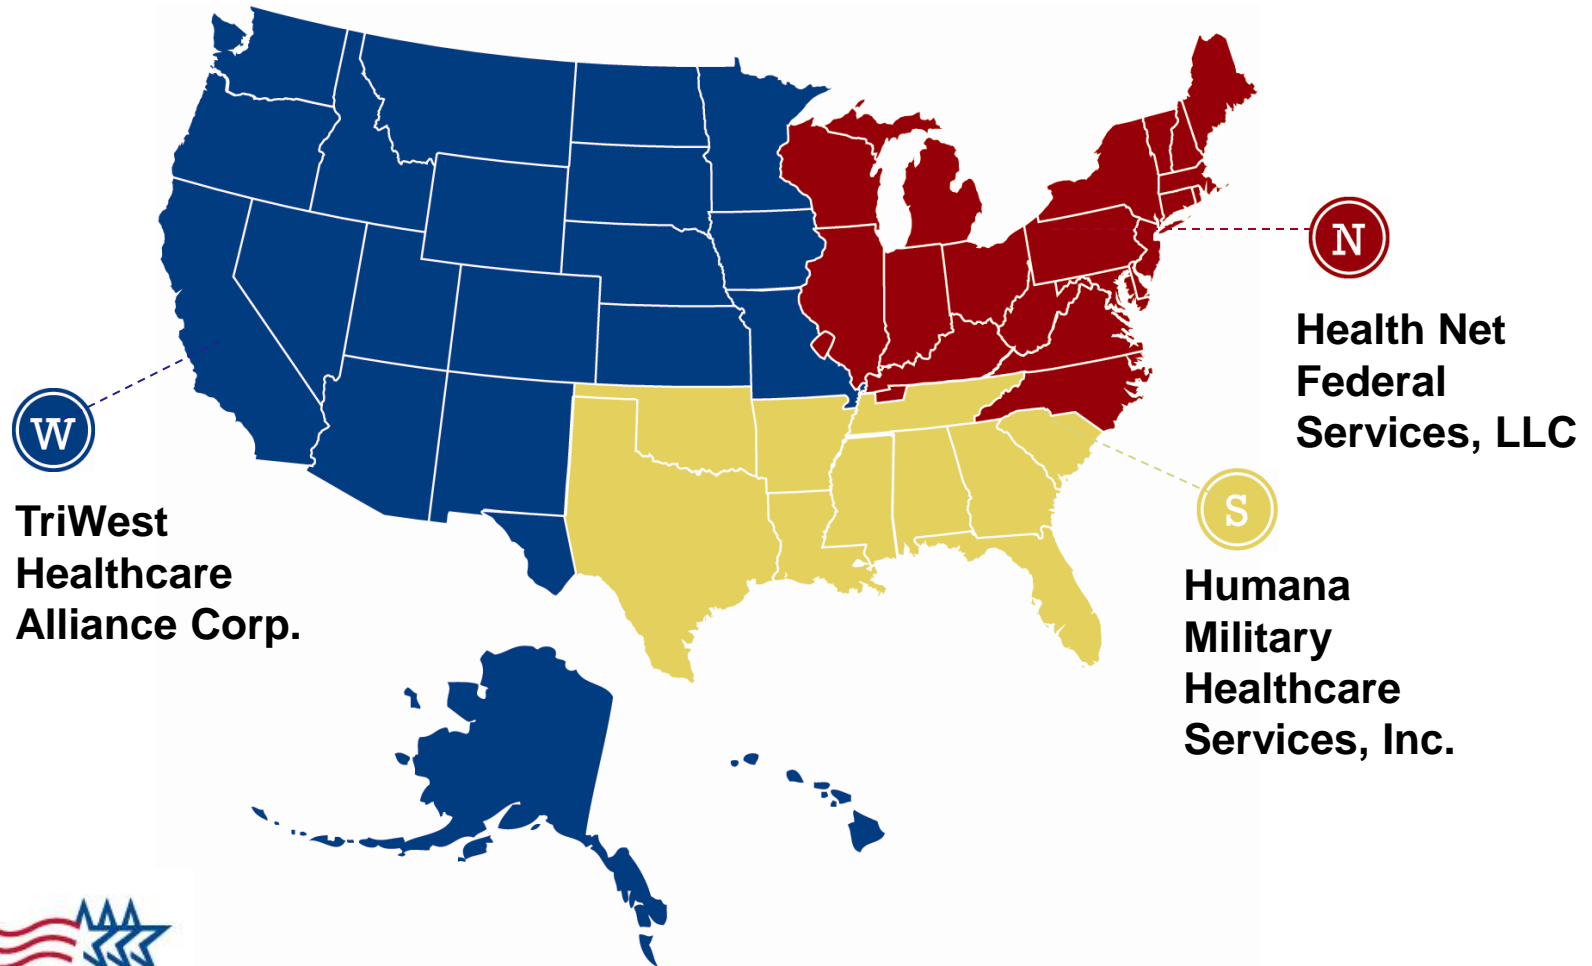 N
Health Net
Federal
Services, LLC
W
TriWest
Healthcare
Alliance Corp.
S
Humana
Military
Healthcare
Services, Inc.